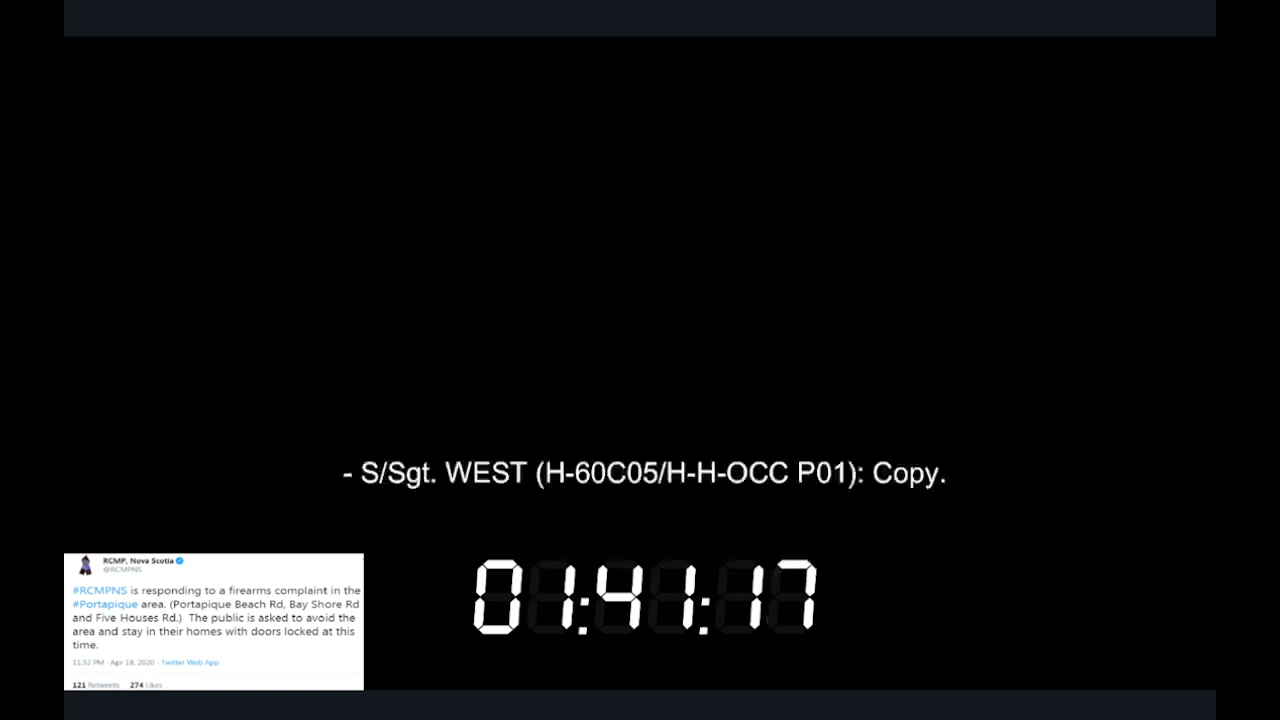 - S/Sgt. WEST (H-60C05/H-H-OCC P01): Copy.
01:41:17
RCMP, Nova Scotia
@RCMPNS
#RCMPNS is responding to a firearms complaint in the
#Portapique area. (Portapique Beach Rd, Bay Shore Rd
and Five Houses Rd.) The public is asked to avoid the
area and stay in their homes with doors locked at this
time.
11:32 PM · Apr 18, 2020 · Twitter Web App
121 Retweets 274 Likes